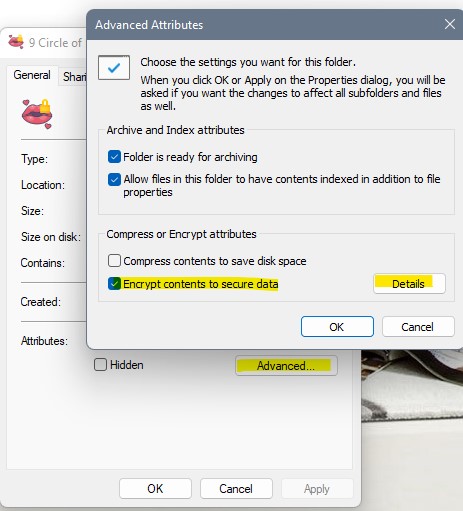 Advanced Attributes
9 Circle of
Choose the settings you want for this folder.
When you click OK or Apply on the Properties dialog, you will be
asked if you want the changes to affect all subfolders and files
as well.
General
Archive and Index attributes
Folder is ready for archiving
Allow files in this folder to have contents indexed in addition to file
properties
Compress or Encrypt attributes
Compress contents to save disk space
Encrypt contents to secure data
Details
OK
Cancel
Type:
Location:
Size:
Size on disk:
Contains:
Created:
Attributes:
Hidden
Advanced...
OK
Cancel
Apply